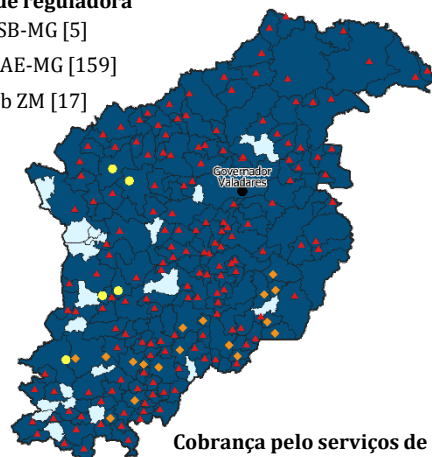 de reguladora
SB-MG [5]
AE-MG [159]
b ZM [17]
Governador
Valadares
Cobrança pelo serviços de